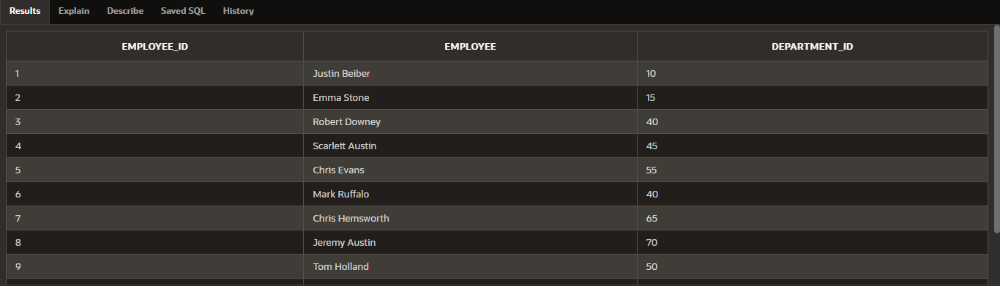 Results Explain Describe Saved SQL History
EMPLOYEE_ID EMPLOYEE DEPARTMENT_ID
1 Justin Beiber 10
2 Emma Stone 15
3 Robert Downey 40
4 Scarlett Austin 45
5 Chris Evans 55
6 Mark Ruffalo 40
7 Chris Hemsworth 65
8 Jeremy Austin 70
9 Tom Holland 50